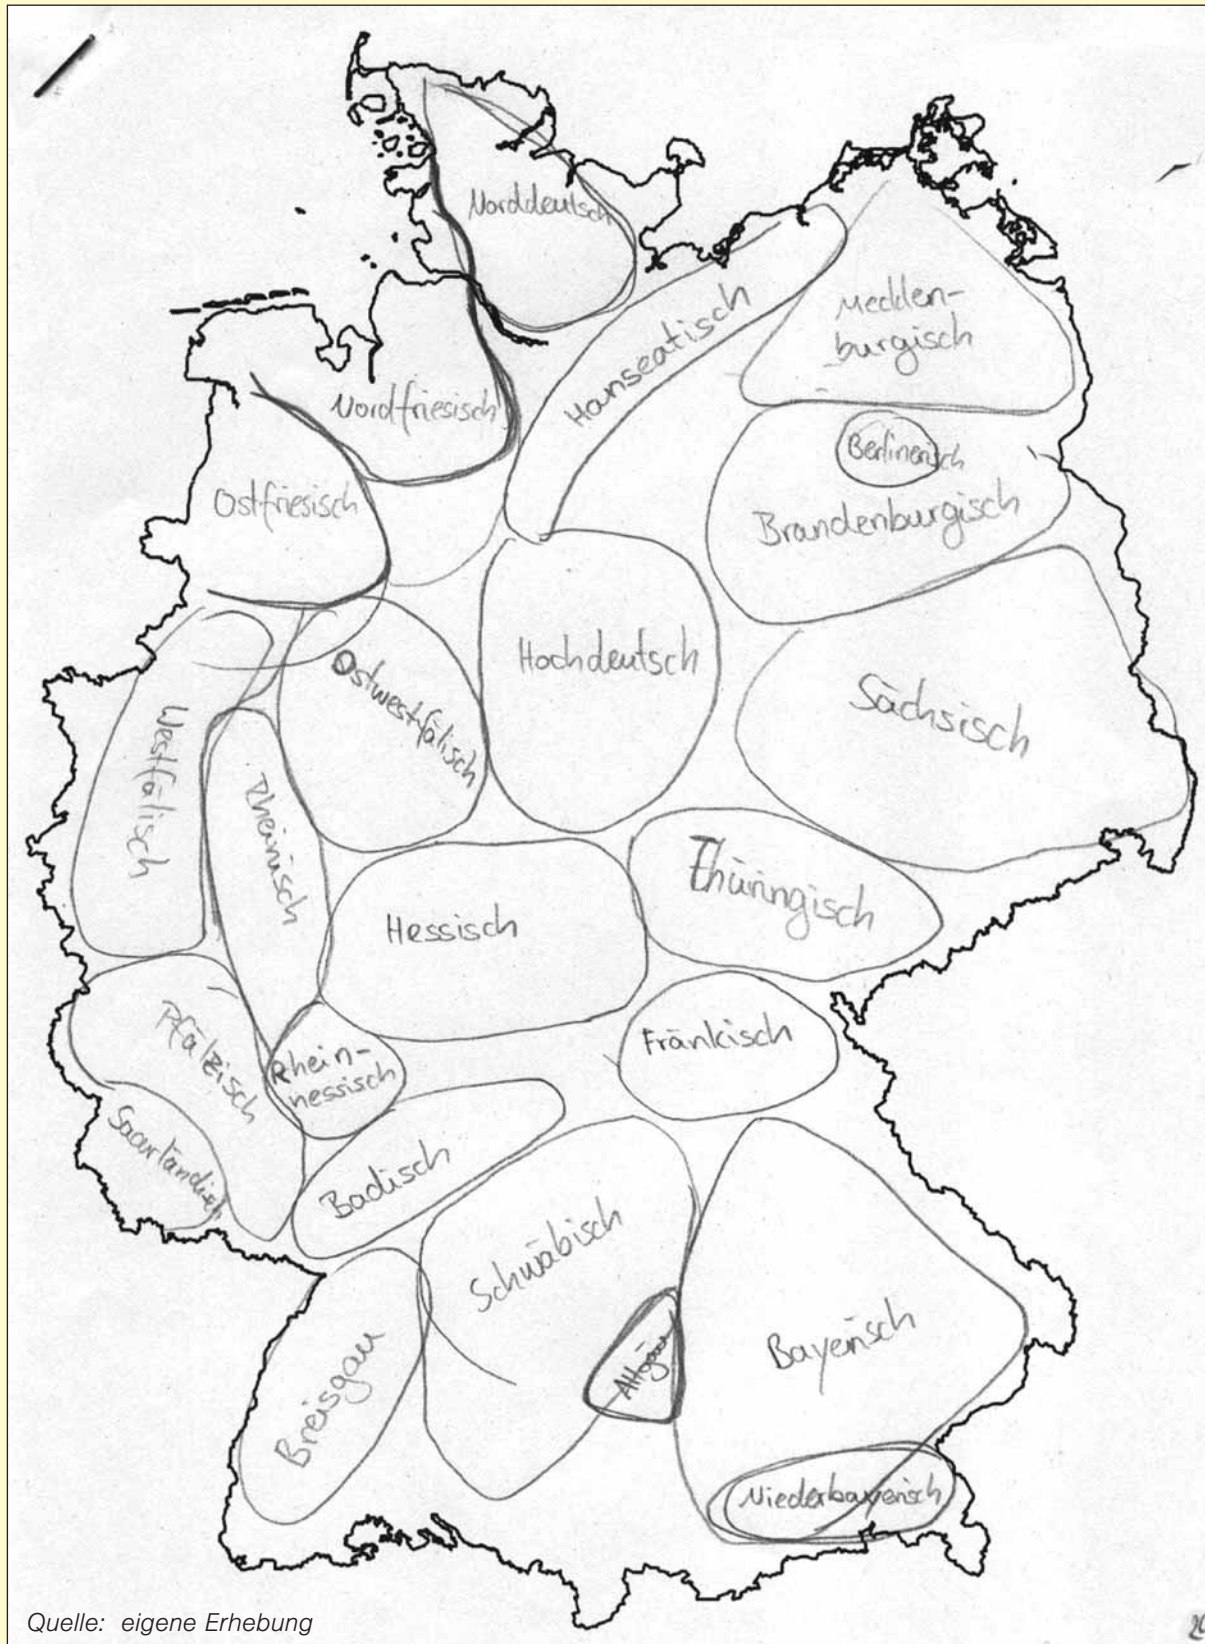 Norddeutsch
Hanseatisch
Mecklen-
burgisch
Nordfriesisch
Berlinerisch
Ostfriesisch
Brandenburgisch
Hochdeutsch
Ostwestfälisch
Sächsisch
Westfälisch
Rheinisch
Thüringisch
Hessisch
Fränkisch
Pfälzisch
Rhein-
hessisch
Saarländisch
Badisch
Schwäbisch
Bayerisch
Allgäu
Breisgau
Niederbayerisch
Quelle: eigene Erhebung